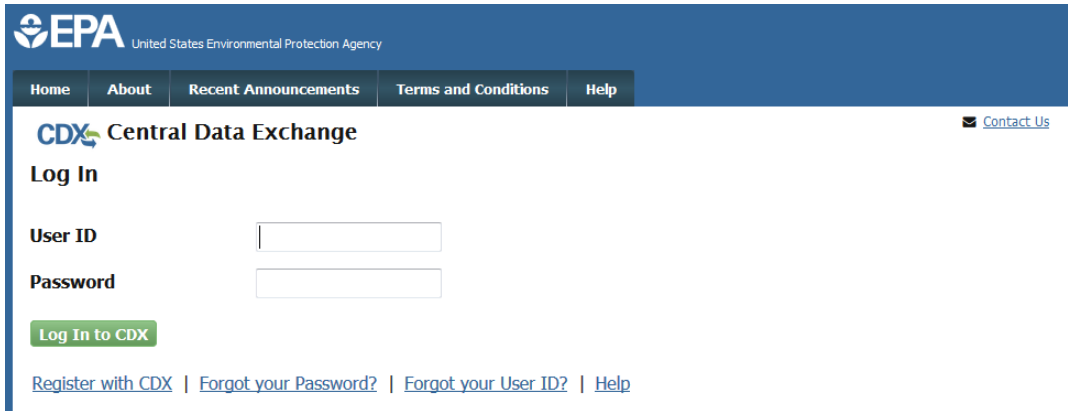 EPA United States Environmental Protection Agency
Home About Recent Announcements Terms and Conditions Help
CDX Central Data Exchange Contact Us
Log In
User ID
Password
Log In to CDX
Register with CDX | Forgot your Password? | Forgot your User ID? | Help